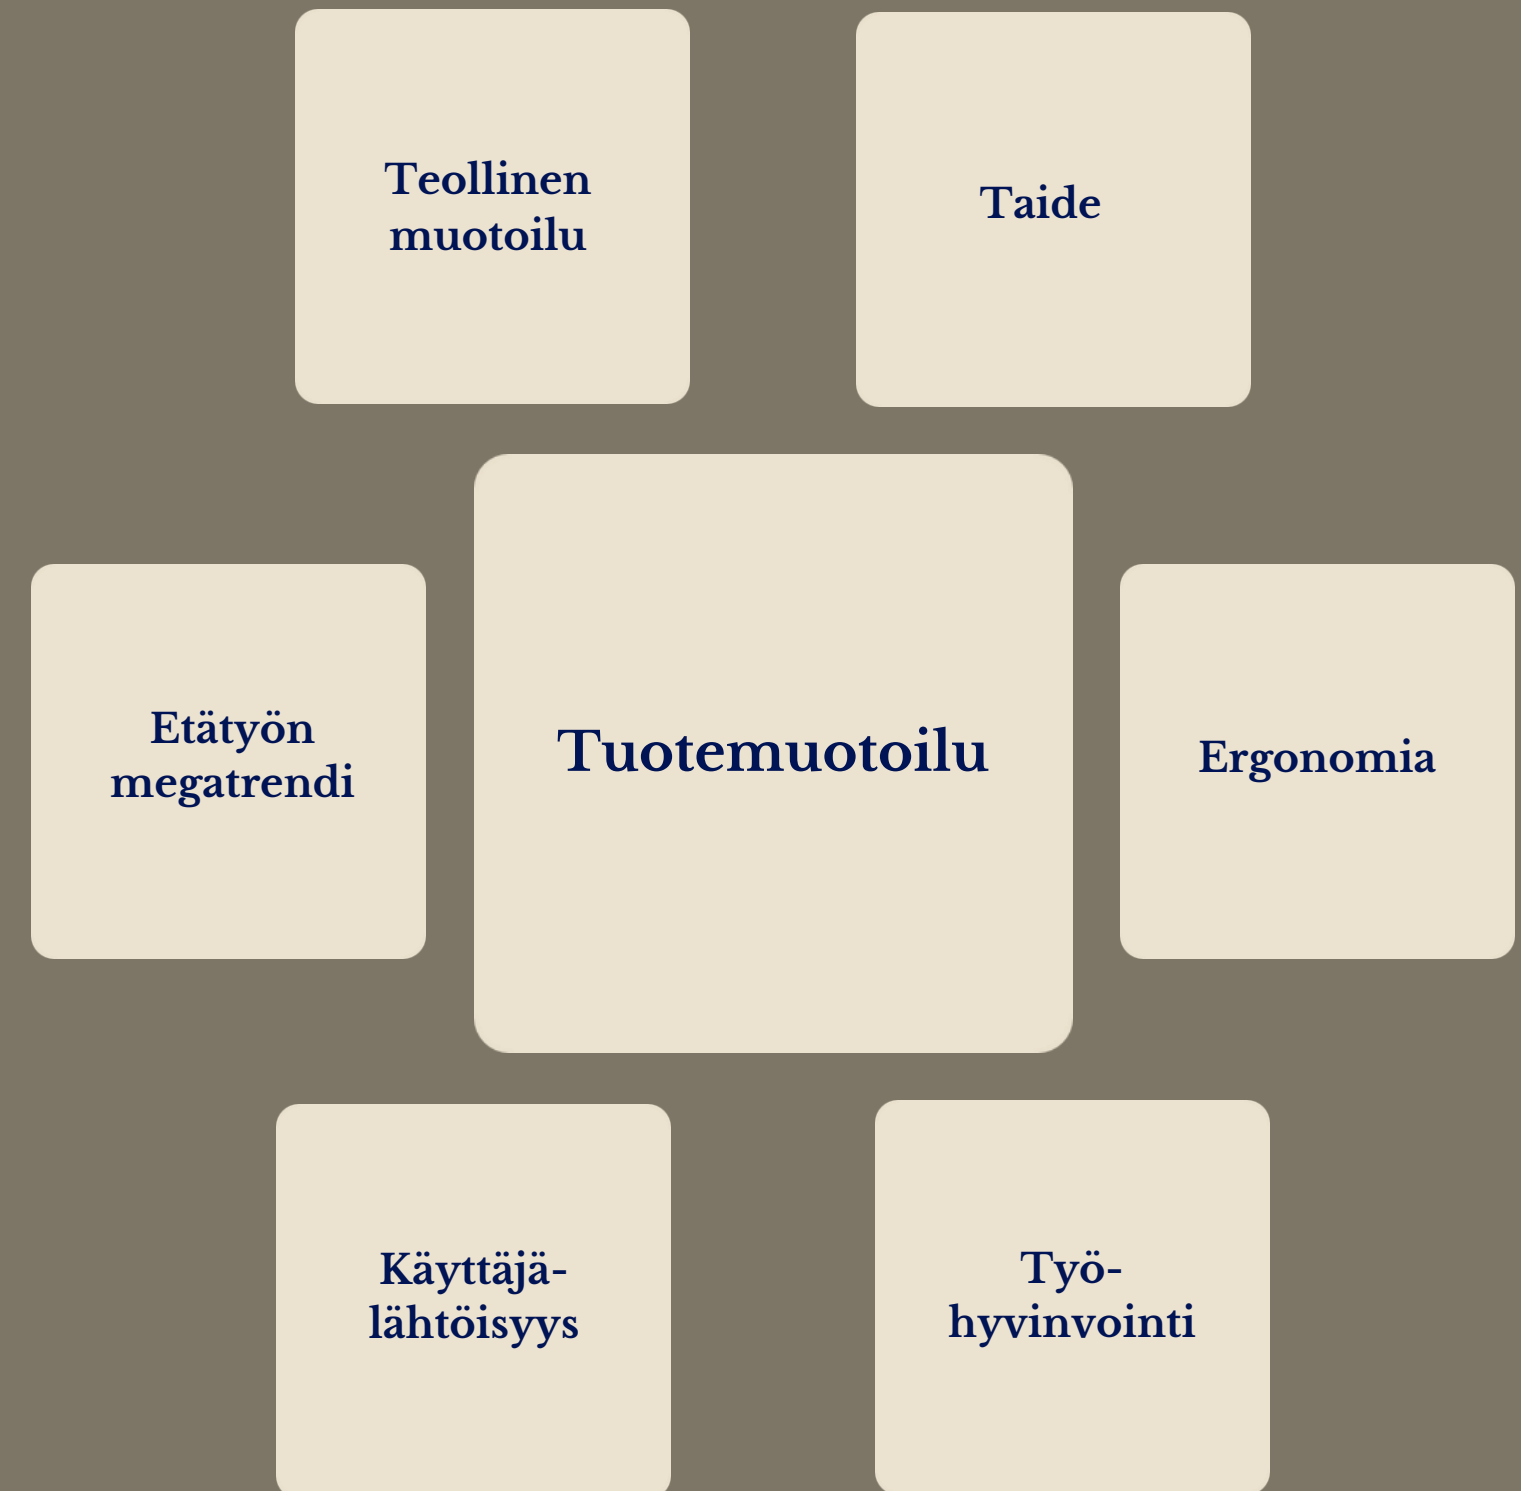 Teollinen
muotoilu
Taide
Etätyön
megatrendi
Tuotemuotoilu
Ergonomia
Käyttäjä-
lähtöisyys
Työ-
hyvinvointi